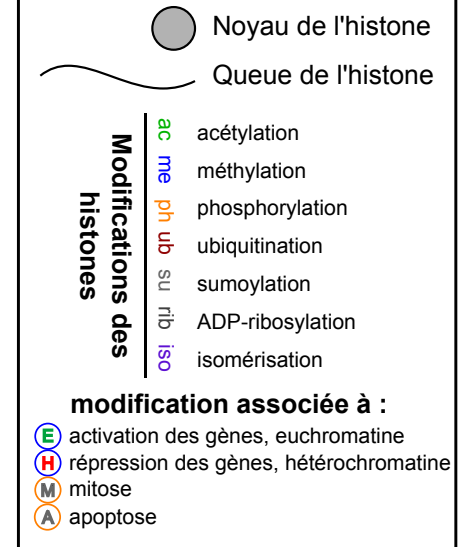 Noyau de l'histone
Queue de l'histone
Modifications des
histones
ac acétylation
me méthylation
ph phosphorylation
ub ubiquitination
su sumoylation
rib ADP-ribosylation
iso isomérisation
modification associée à :
E activation des gènes, euchromatine
H répression des gènes, hétérochromatine
M mitose
A apoptose